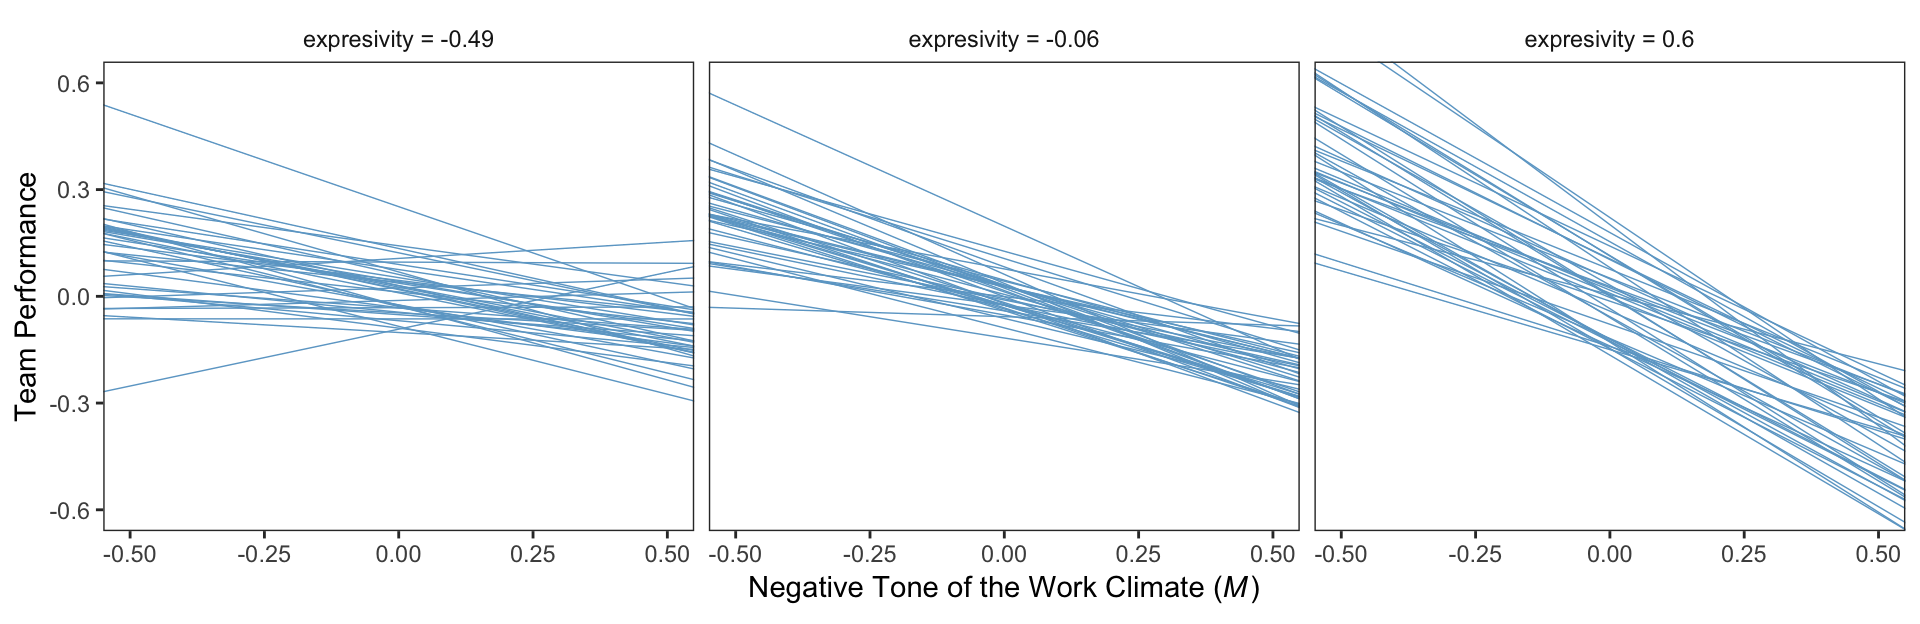 expresivity = -0.49
expresivity = -0.06
expresivity = 0.6
Team Performance
0.6
0.3
0.0
-0.3
-0.6
-0.50 -0.25 0.00 0.25 0.50
-0.50 -0.25 0.00 0.25 0.50
-0.50 -0.25 0.00 0.25 0.50
Negative Tone of the Work Climate (M)